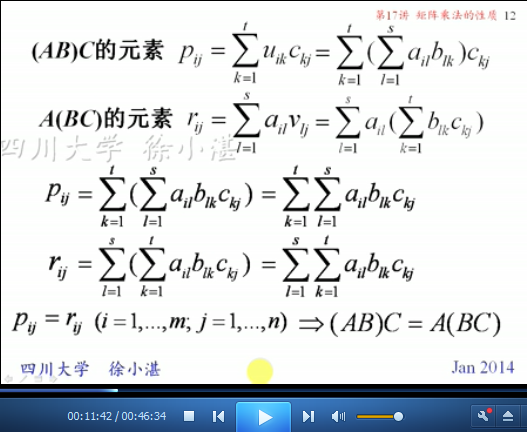 第17讲 矩阵乘法的性质 12
(AB)C的元素 p_{ij} = \sum_{k=1}^{t} u_{ik}c_{kj} = \sum_{k=1}^{t} (\sum_{l=1}^{s} a_{il}b_{lk})c_{kj}
A(BC)的元素 r_{ij} = \sum_{l=1}^{s} a_{il}v_{lj} = \sum_{l=1}^{s} a_{il}(\sum_{k=1}^{t} b_{lk}c_{kj})
四川大学 徐小湛
p_{ij} = \sum_{k=1}^{t} (\sum_{l=1}^{s} a_{il}b_{lk}c_{kj}) = \sum_{k=1}^{t} \sum_{l=1}^{s} a_{il}b_{lk}c_{kj}
r_{ij} = \sum_{l=1}^{s} (\sum_{k=1}^{t} a_{il}b_{lk}c_{kj}) = \sum_{l=1}^{s} \sum_{k=1}^{t} a_{il}b_{lk}c_{kj}
p_{ij} = r_{ij} (i = 1,...,m; j = 1,...,n) ⇒ (AB)C = A(BC)
四川大学 徐小湛 Jan 2014
00:11:42 / 00:46:34